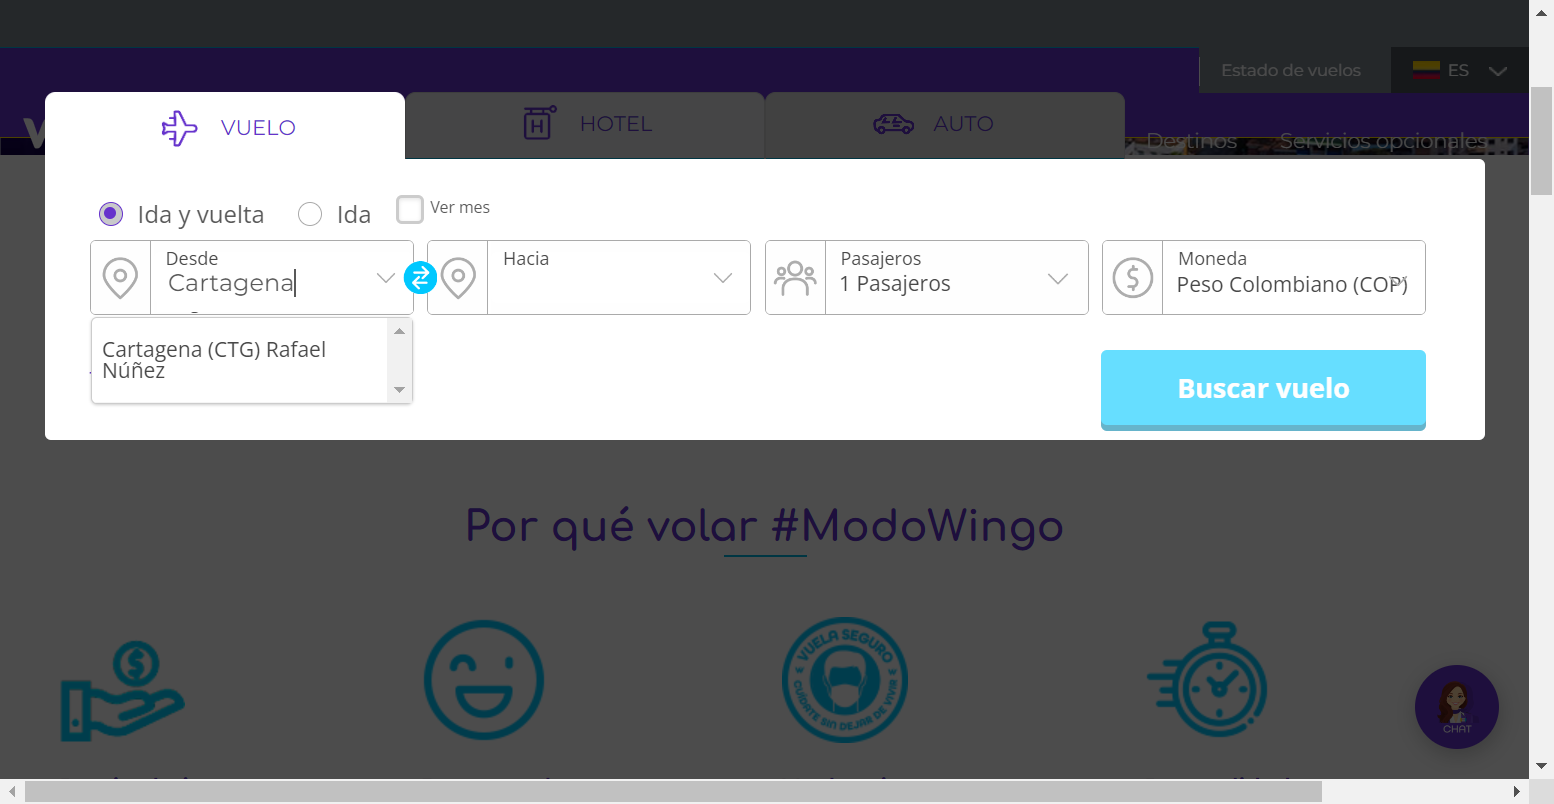 Estado de vuelos
ES
VUELO
HOTEL
AUTO
Destinos
Servicios opcionales
Ida y vuelta
Ida
Ver mes
Desde
Cartagena
Hacia
Pasajeros
1 Pasajeros
Moneda
Peso Colombiano (COP)
Cartagena (CTG) Rafael
Núñez
Buscar vuelo
Por qué volar #ModoWingo
VUELA SEGURO
CUÍDATE SIN DEJAR DE VIVIR
CHAT